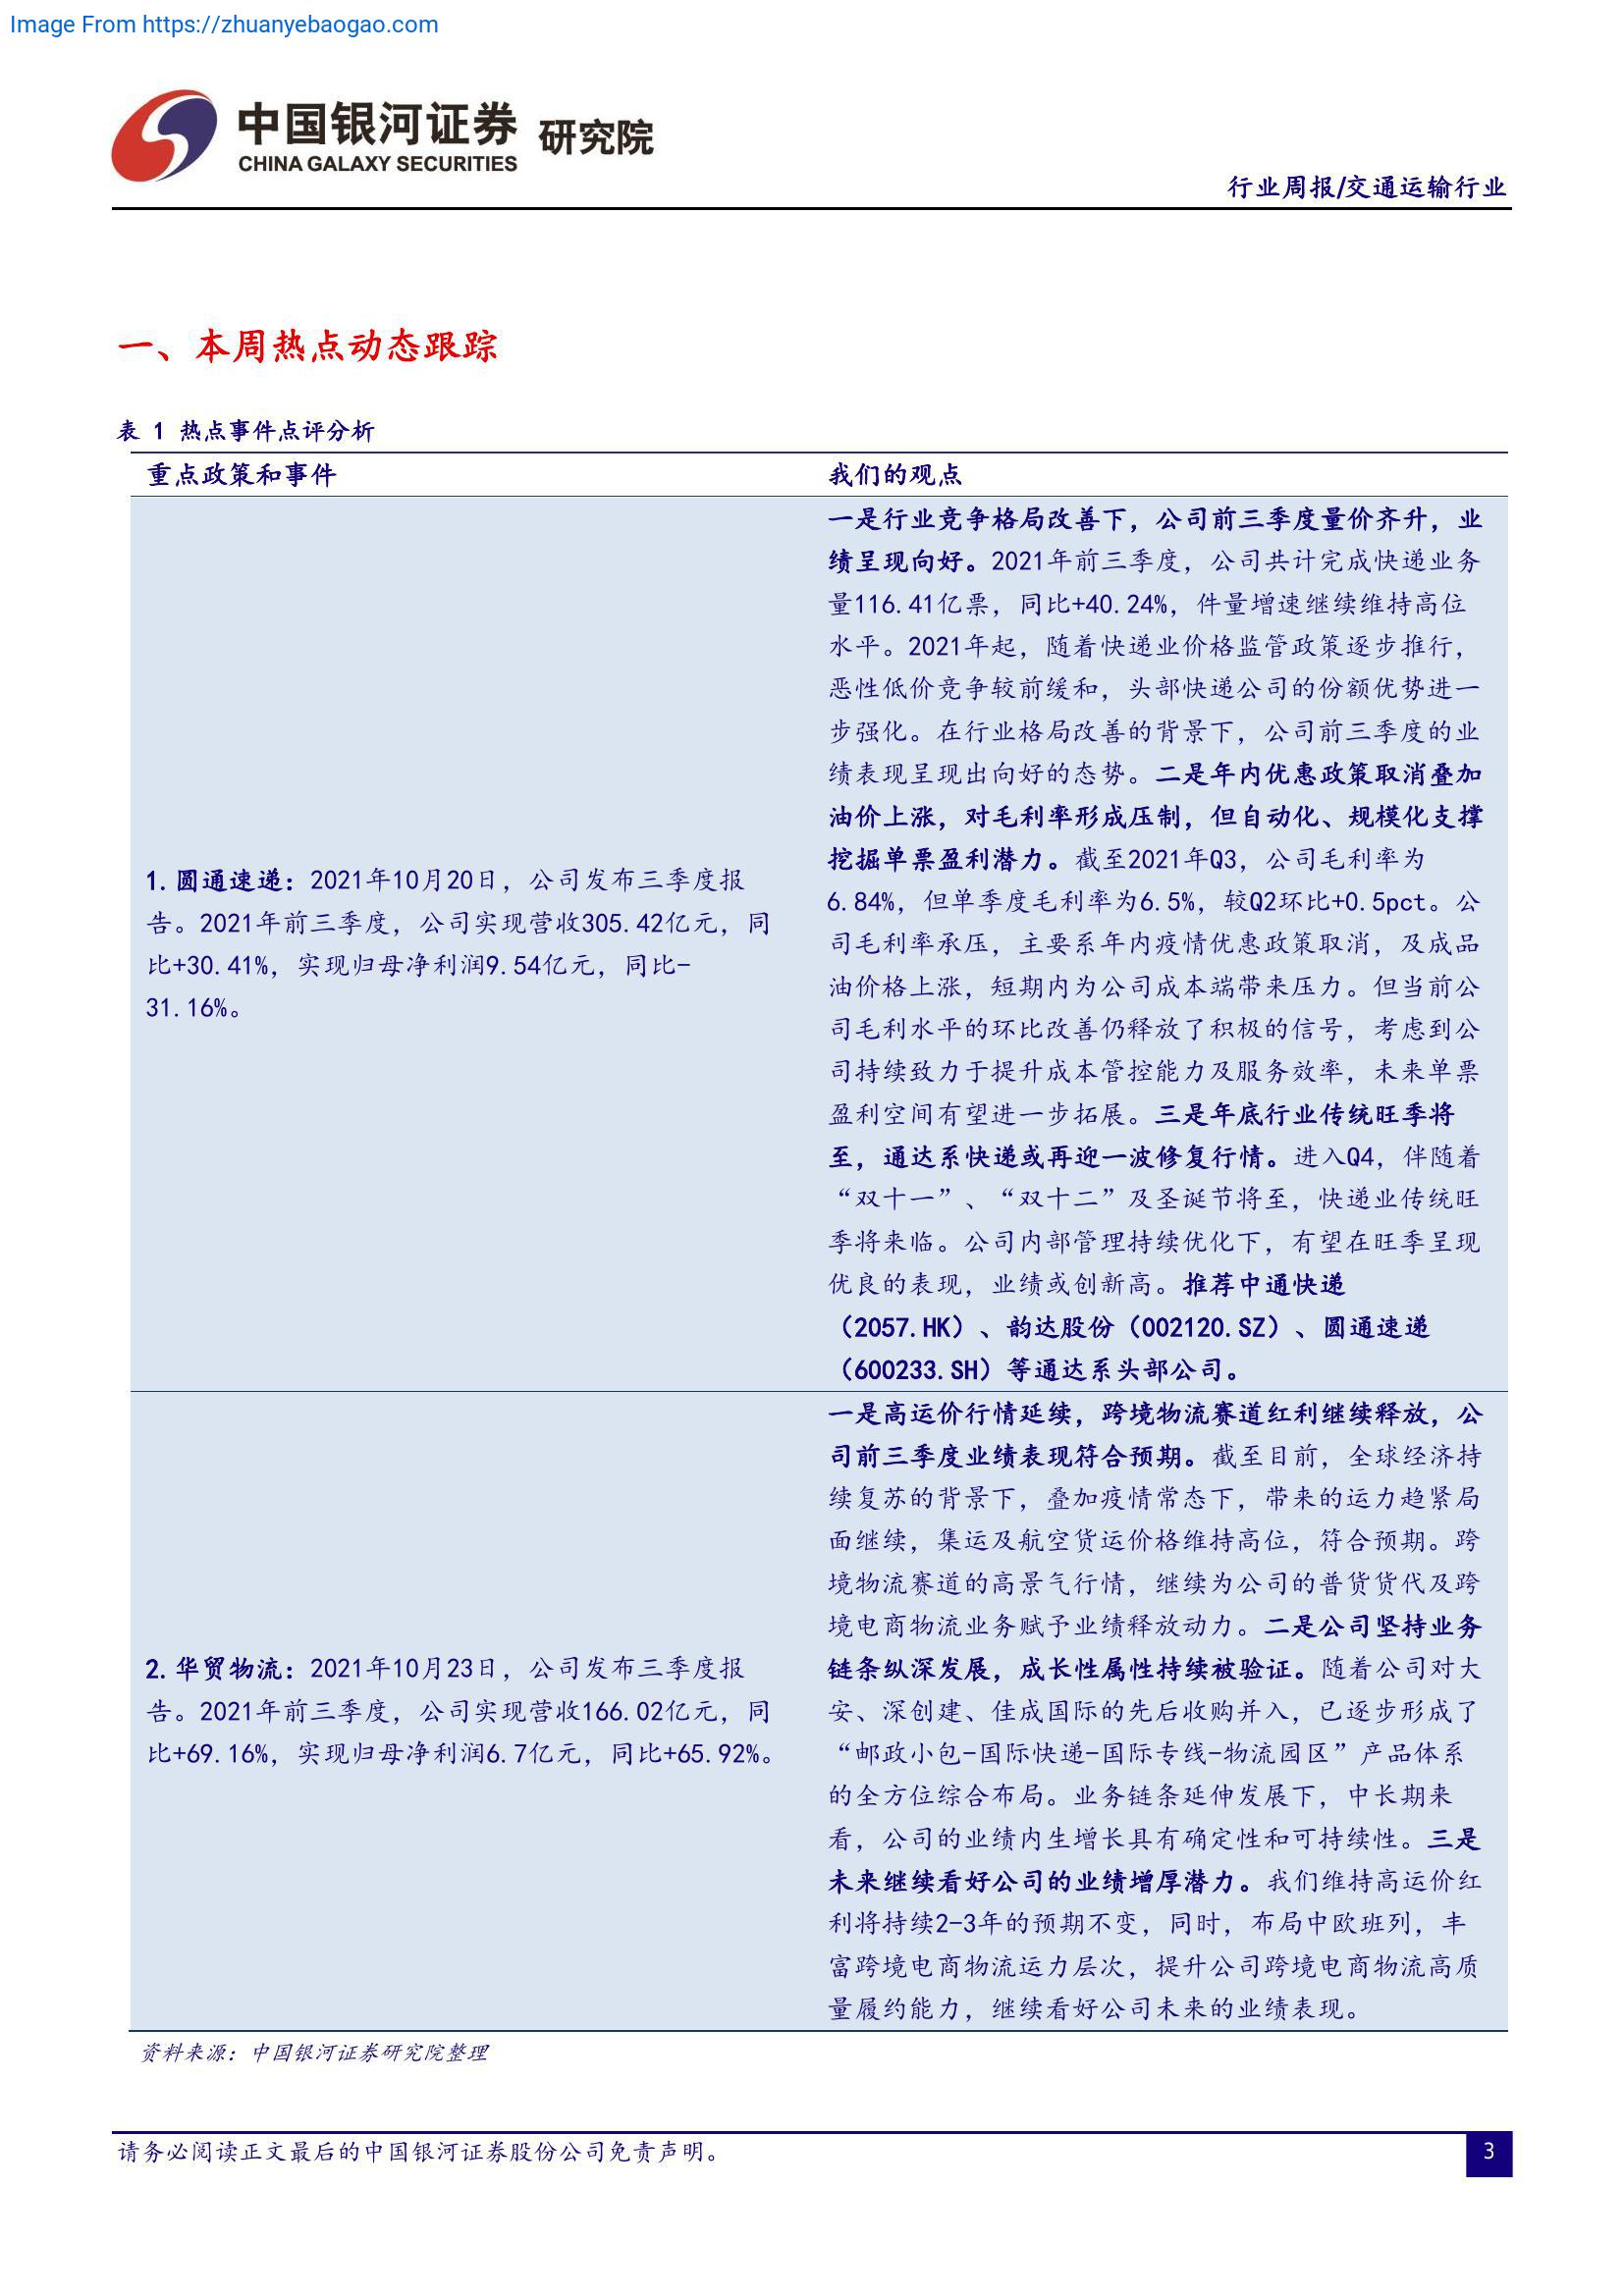 Image From https://zhuanyebaogao.com
中国银河证券 研究院
CHINA GALAXY SECURITIES
行业周报/交通运输行业
一、本周热点动态跟踪
表 1 热点事件点评分析
重点政策和事件
我们的观点
1. 圆通速递：2021年10月20日，公司发布三季度报
告。2021年前三季度，公司实现营收305.42亿元，同
比+30.41%，实现归母净利润9.54亿元，同比-
31.16%。
一是行业竞争格局改善下，公司前三季度量价齐升，业
绩呈现向好。2021年前三季度，公司共计完成快递业务
量116.41亿票，同比+40.24%，件量增速继续维持高位
水平。2021年起，随着快递业价格监管政策逐步推行，
恶性低价竞争较前缓和，头部快递公司的份额优势进一
步强化。在行业格局改善的背景下，公司前三季度的业
绩表现呈现出向好的态势。二是年内优惠政策取消叠加
油价上涨，对毛利率形成压制，但自动化、规模化支撑
挖掘单票盈利潜力。截至2021年Q3，公司毛利率为
6.84%，但单季度毛利率为6.5%，较Q2环比+0.5pct。公
司毛利率承压，主要系年内疫情优惠政策取消，及成品
油价格上涨，短期内为公司成本端带来压力。但当前公
司毛利水平的环比改善仍释放了积极的信号，考虑到公
司持续致力于提升成本管控能力及服务效率，未来单票
盈利空间有望进一步拓展。三是年底行业传统旺季将
至，通达系快递或再迎一波修复行情。进入Q4，伴随着
“双十一”、“双十二”及圣诞节将至，快递业传统旺
季将来临。公司内部管理持续优化下，有望在旺季呈现
优良的表现，业绩或创新高。推荐中通快递
（2057.HK）、韵达股份（002120.SZ）、圆通速递
（600233.SH）等通达系头部公司。
2. 华贸物流：2021年10月23日，公司发布三季度报
告。2021年前三季度，公司实现营收166.02亿元，同
比+69.16%，实现归母净利润6.7亿元，同比+65.92%。
一是高运价行情延续，跨境物流赛道红利继续释放，公
司前三季度业绩表现符合预期。截至目前，全球经济持
续复苏的背景下，叠加疫情常态下，带来的运力趋紧局
面继续，集运及航空货运价格维持高位，符合预期。跨
境物流赛道的高景气行情，继续为公司的普货货代及跨
境电商物流业务赋予业绩释放动力。二是公司坚持业务
链条纵深发展，成长性属性持续被验证。随着公司对大
安、深创建、佳成国际的先后收购并入，已逐步形成了
“邮政小包-国际快递-国际专线-物流园区”产品体系
的全方位综合布局。业务链条延伸发展下，中长期来
看，公司的业绩内生增长具有确定性和可持续性。三是
未来继续看好公司的业绩增厚潜力。我们维持高运价红
利将持续2-3年的预期不变，同时，布局中欧班列，丰
富跨境电商物流运力层次，提升公司跨境电商物流高质
量履约能力，继续看好公司未来的业绩表现。
资料来源：中国银河证券研究院整理
请务必阅读正文最后的中国银河证券股份公司免责声明。
3